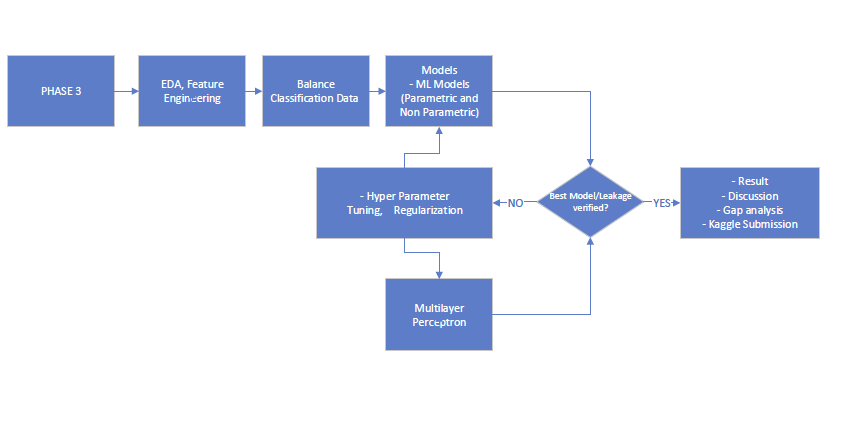 PHASE 3
EDA, Feature
Engineering
Balance
Classification Data
Models
- ML Models
(Parametric and
Non Parametric)
- Hyper Parameter
Tuning, Regularization
NO
Best Model/Leakage
verified?
YES
- Result
- Discussion
- Gap analysis
- Kaggle Submission
Multilayer
Perceptron